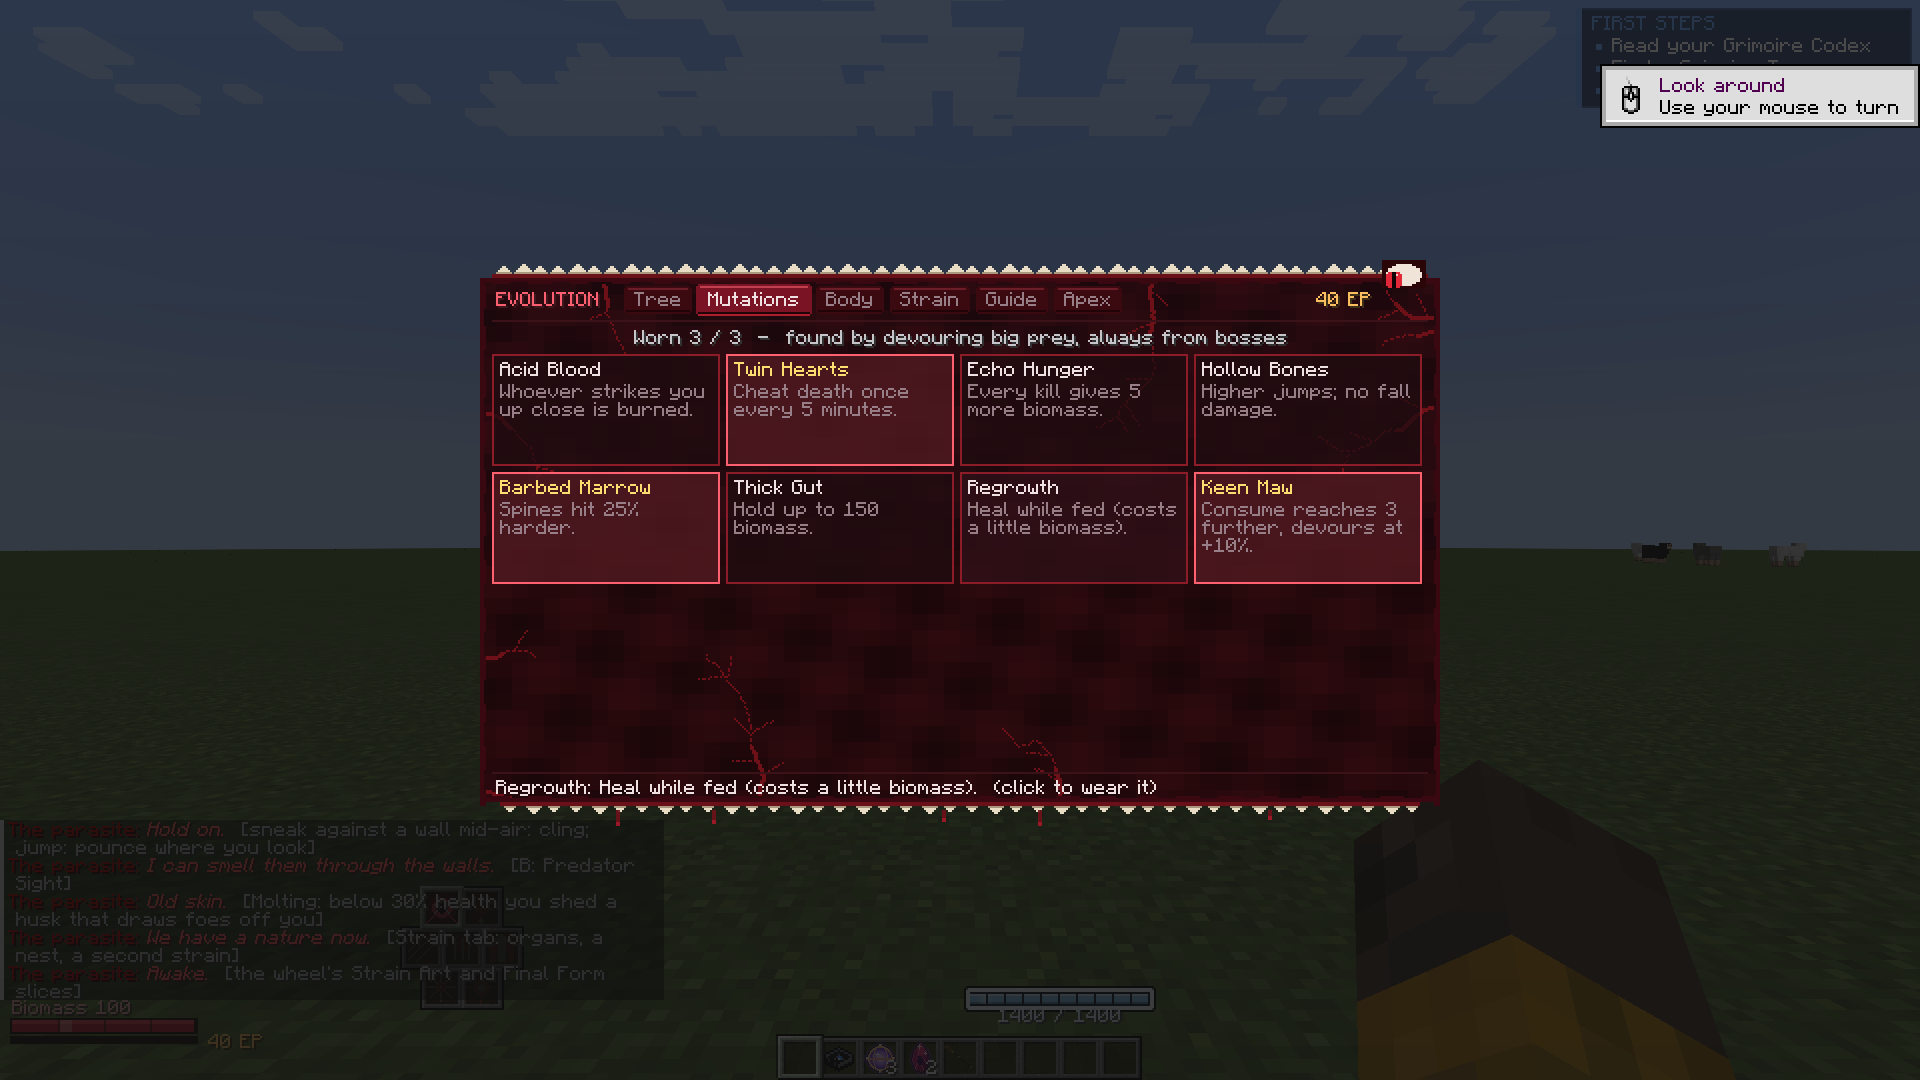 FIRST STEPS
Read your Grimoire Codex
Look around
Use your mouse to turn
EVOLUTION Tree Mutations Body Strain Guide Apex 40 EP
Worn 3 / 3 - found by devouring big prey, always from bosses
Acid Blood
Whoever strikes you
up close is burned.
Twin Hearts
Cheat death once
every 5 minutes.
Echo Hunger
Every kill gives 5
more biomass.
Hollow Bones
Higher jumps; no fall
damage.
Barbed Marrow
Spines hit 25%
harder.
Thick Gut
Hold up to 150
biomass.
Regrowth
Heal while fed (costs
a little biomass).
Keen Maw
Consume reaches 3
further, devours at
+10%.
Regrowth: Heal while fed (costs a little biomass). (click to wear it)
The parasite: Hold on. [sneak against a wall mid-air: cling;
jump: pounce where you look]
The parasite: I can smell them through the walls. [B: Predator
Sight]
The parasite: Old skin. [Molting: below 30% health you shed a
husk that draws foes off you]
The parasite: We have a nature now. [Strain tab: organs, a
nest, a second strain]
The parasite: Awake. [the wheel's Strain Art and Final Form
slices]
Biomass 100
40 EP
1400 / 1400
3
2